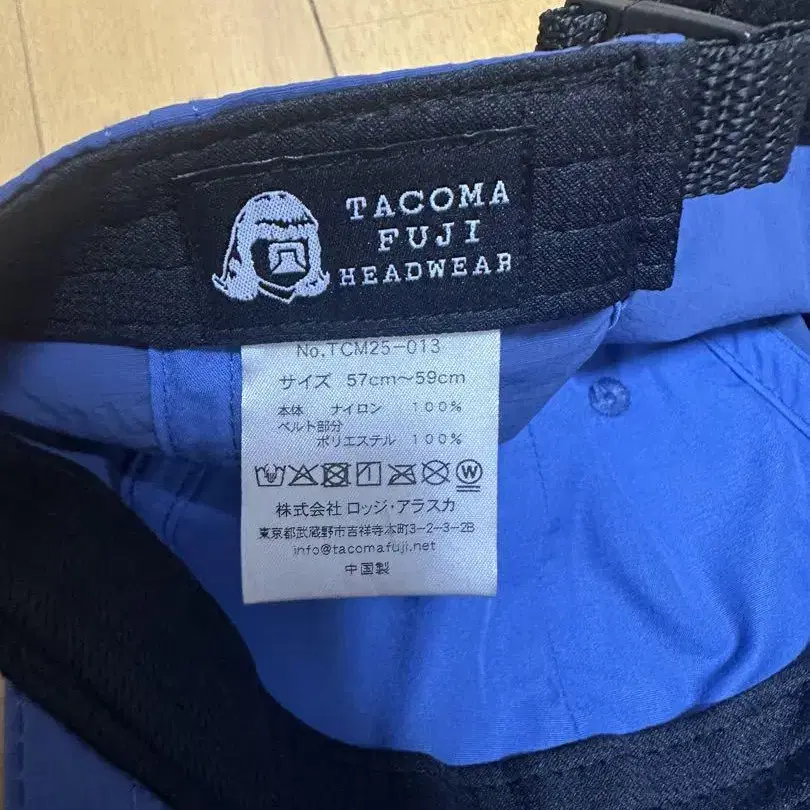 TACOMA
FUJI
HEADWEAR
No.TCM25-013
サイズ 57cm～59cm
本体 ナイロン 100%
ベルト部分
ポリエステル 100%
W
株式会社 ロッジ・アラスカ
東京都武蔵野市吉祥寺本町3-2-3-2B
info@tacomafuji.net
中国製